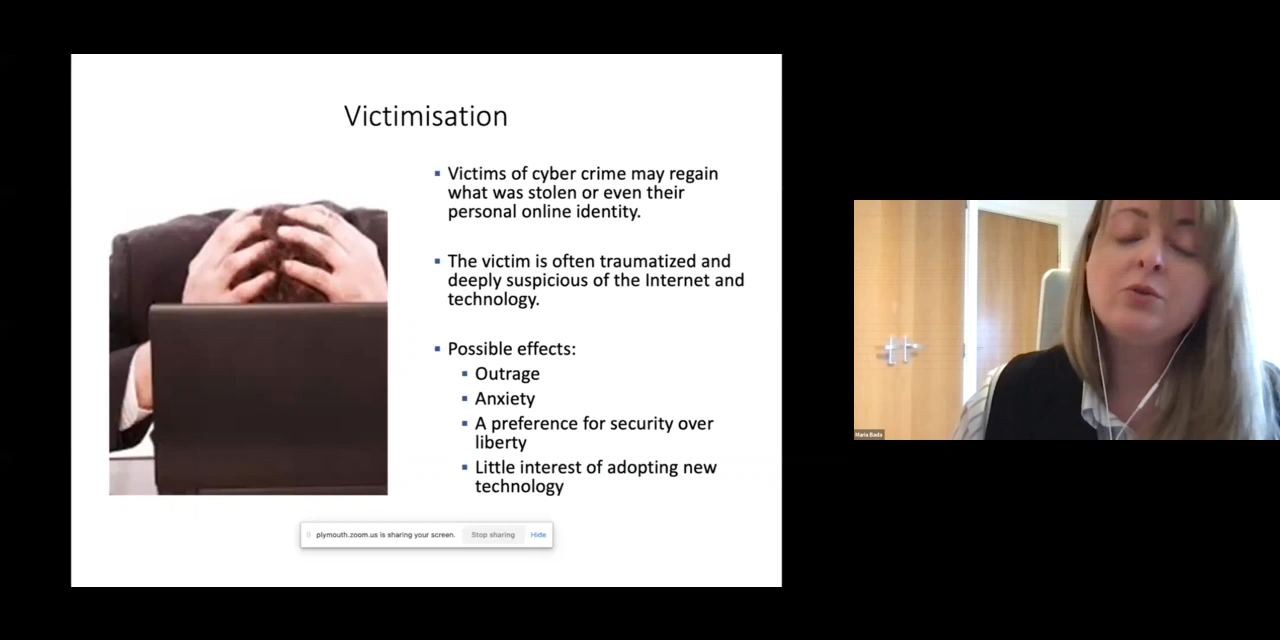 Victimisation
▪ Victims of cyber crime may regain
what was stolen or even their
personal online identity.
▪ The victim is often traumatized and
deeply suspicious of the Internet and
technology.
▪ Possible effects:
▪ Outrage
▪ Anxiety
▪ A preference for security over
liberty
▪ Little interest of adopting new
technology
plymouth.zoom.us is sharing your screen. Stop sharing Hide
Maria Bada